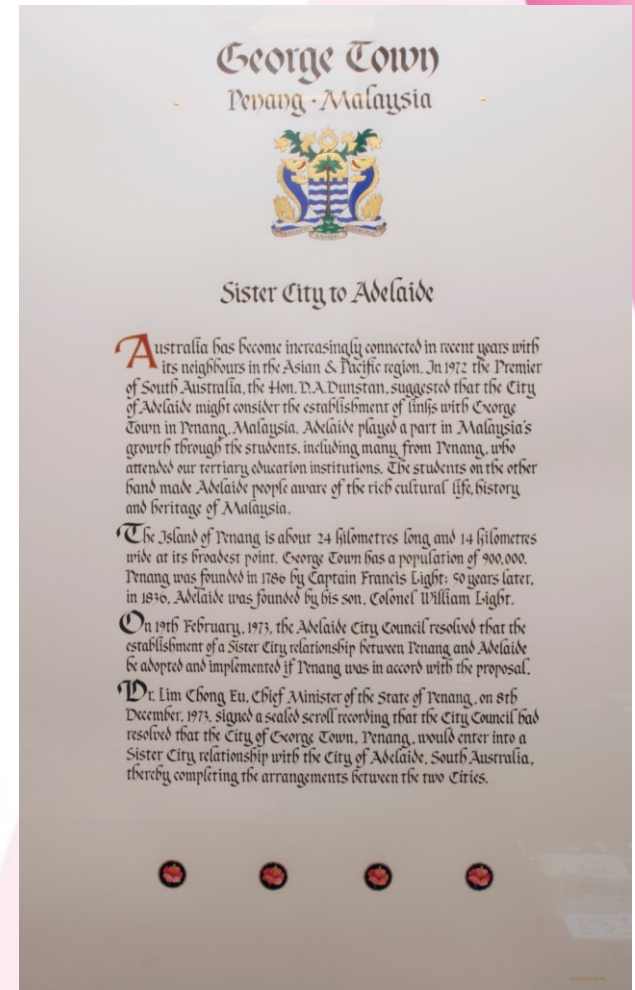 George Town
Penang · Malaysia
Sister City to Adelaide
Australia has become increasingly connected in recent years with
its neighbours in the Asian & Pacific region. In 1972 the Premier
of South Australia, the Hon. D.A. Dunstan, suggested that the City
of Adelaide might consider the establishment of links with George
Town in Penang, Malaysia. Adelaide played a part in Malaysia's
growth through the students, including many from Penang, who
attended our tertiary education institutions. The students on the other
hand made Adelaide people aware of the rich cultural life, history
and heritage of Malaysia.
The Island of Penang is about 24 kilometres long and 14 kilometres
wide at its broadest point. George Town has a population of 900,000.
Penang was founded in 1786 by Captain Francis Light; 50 years later,
in 1836, Adelaide was founded by his son, Colonel William Light.
On 19th February, 1973, the Adelaide City Council resolved that the
establishment of a Sister City relationship between Penang and Adelaide
be adopted and implemented if Penang was in accord with the proposal.
Dr. Lim Chong Eu, Chief Minister of the State of Penang, on 8th
December, 1973, signed a sealed scroll recording that the City Council had
resolved that the City of George Town, Penang, would enter into a
Sister City relationship with the City of Adelaide, South Australia,
thereby completing the arrangements between the two Cities.